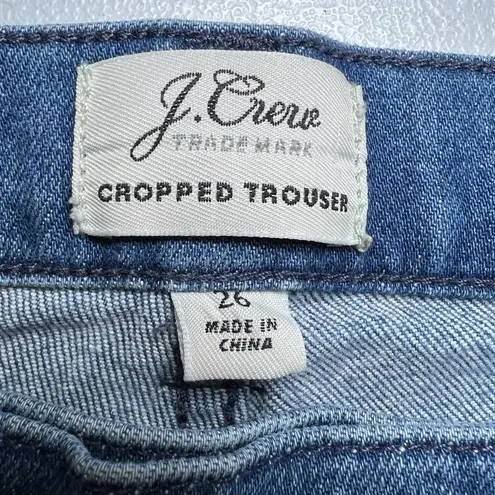 J.Crew
TRADE MARK
CROPPED TROUSER
26
MADE IN
CHINA